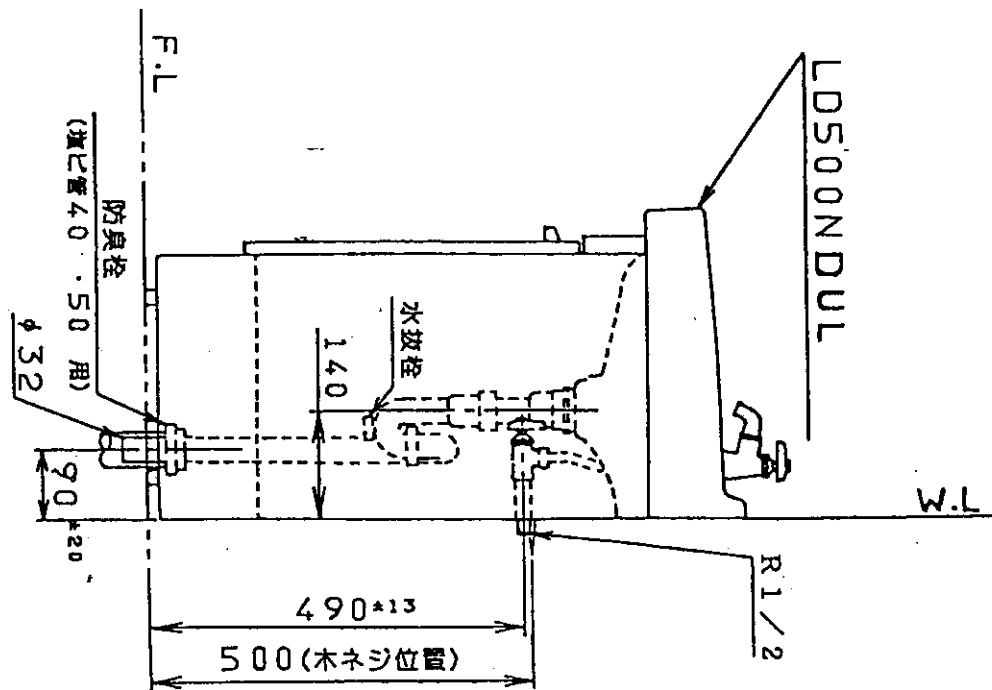 LD500NDUL
W.L
R1/2
水抜栓
140
F.L
防臭栓
(塩ビ管40・50用)
φ32
90±20
490±13
500(木ネジ位置)